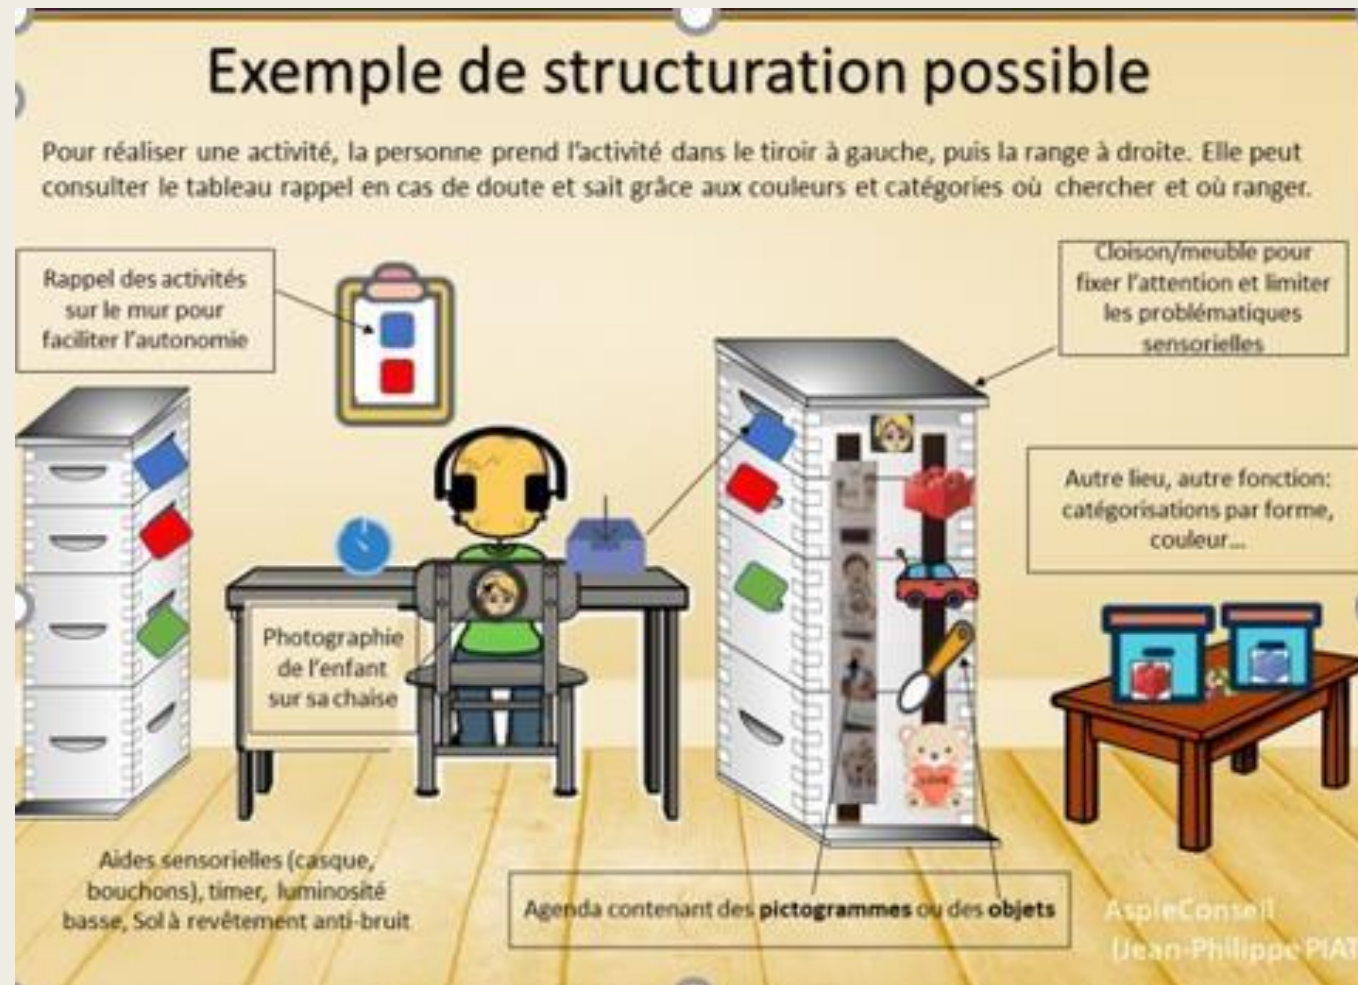 Exemple de structuration possible
Pour réaliser une activité, la personne prend l'activité dans le tiroir à gauche, puis la range à droite. Elle peut
consulter le tableau rappel en cas de doute et sait grâce aux couleurs et catégories où chercher et où ranger.
Rappel des activités
sur le mur pour
faciliter l'autonomie
Cloison/meuble pour
fixer l'attention et limiter
les problématiques
sensorielles
Autre lieu, autre fonction:
catégorisations par forme,
couleur...
Photographie
de l'enfant
sur sa chaise
Aides sensorielles (casque,
bouchons), timer, luminosité
basse, Sol à revêtement anti-bruit
Agenda contenant des pictogrammes ou des objets
AspieConseil
(Jean-Philippe PIAT